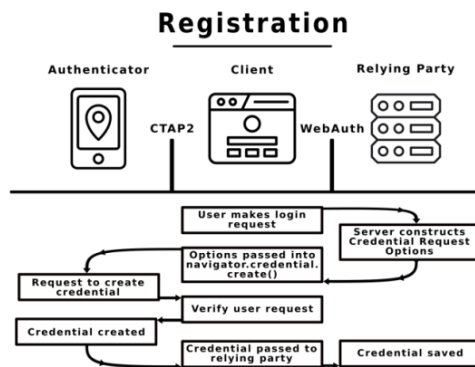 Registration
Authenticator
Client
Relying Party
CTAP2
WebAuth
User makes login
request
Server constructs
Credential Request
Options
Options passed into
navigator.credential.
create()
Request to create
credential
Verify user request
Credential created
Credential passed to
relying party
Credential saved